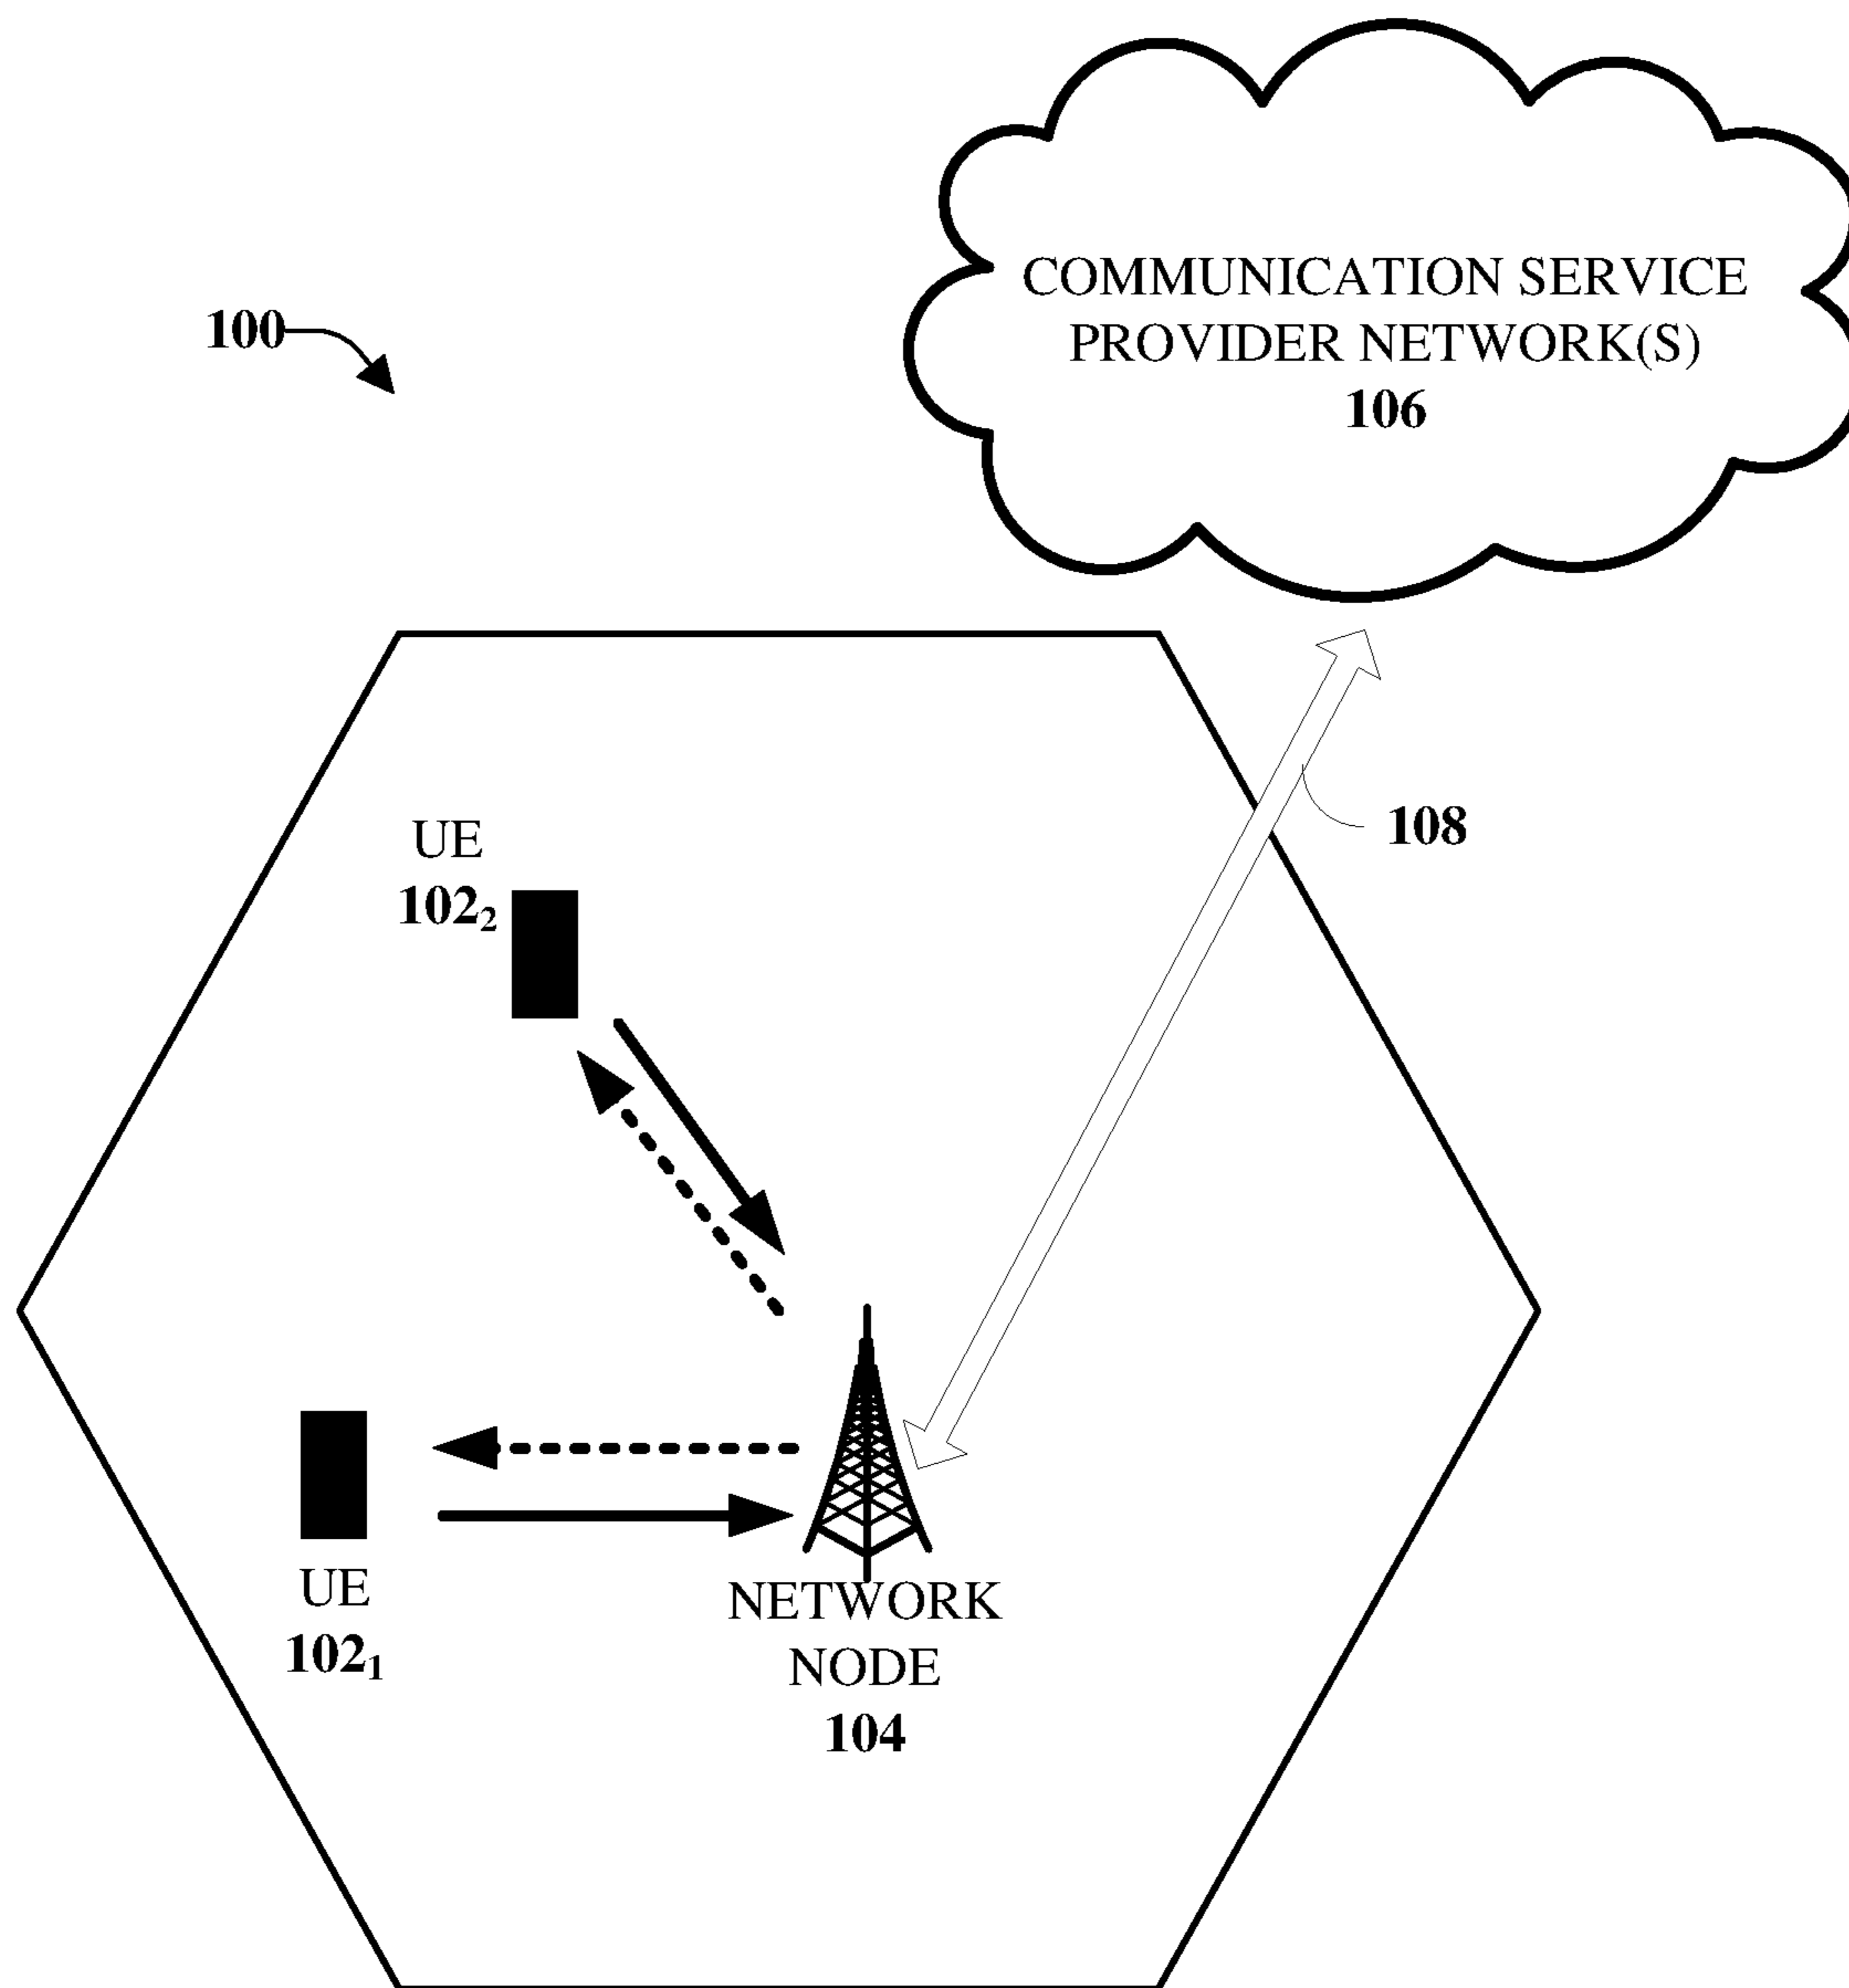 COMMUNICATION SERVICE
PROVIDER NETWORK(S)
106
100
108
UE
102₂
UE
102₁
NETWORK
NODE
104